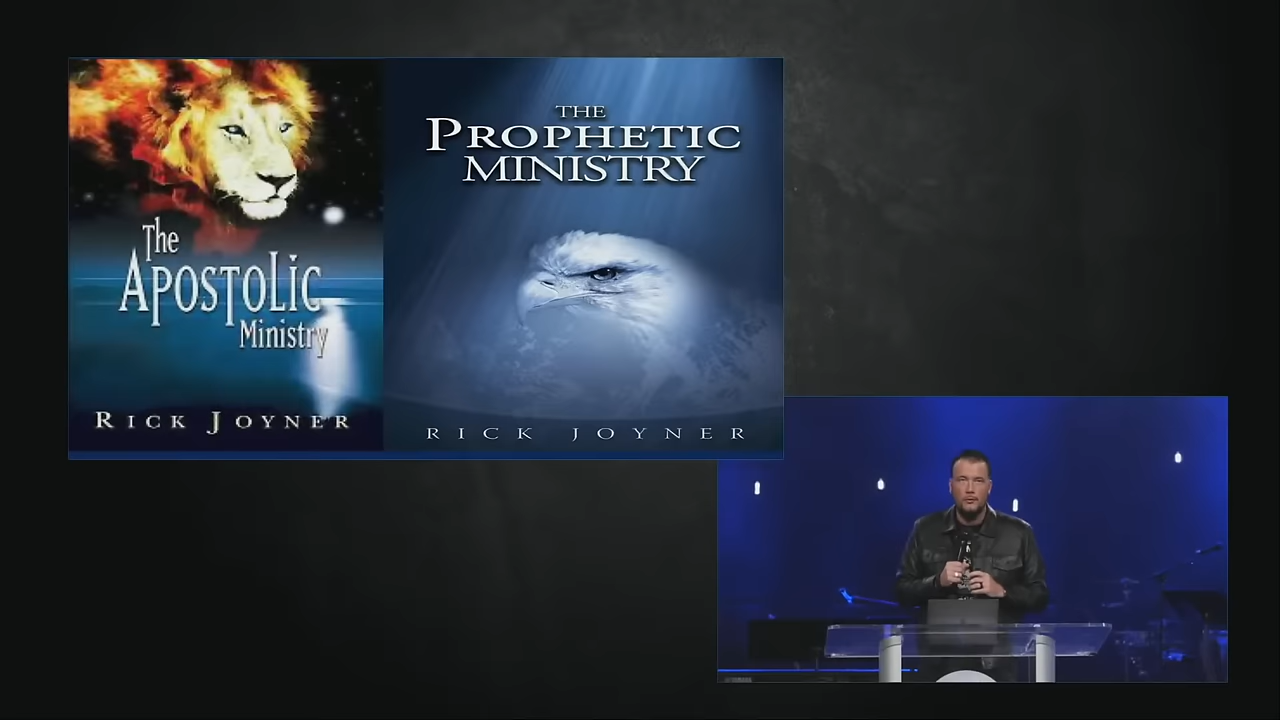 The
Apostolic
Ministry
Rick Joyner
THE
PROPHETIC
MINISTRY
RICK JOYNER